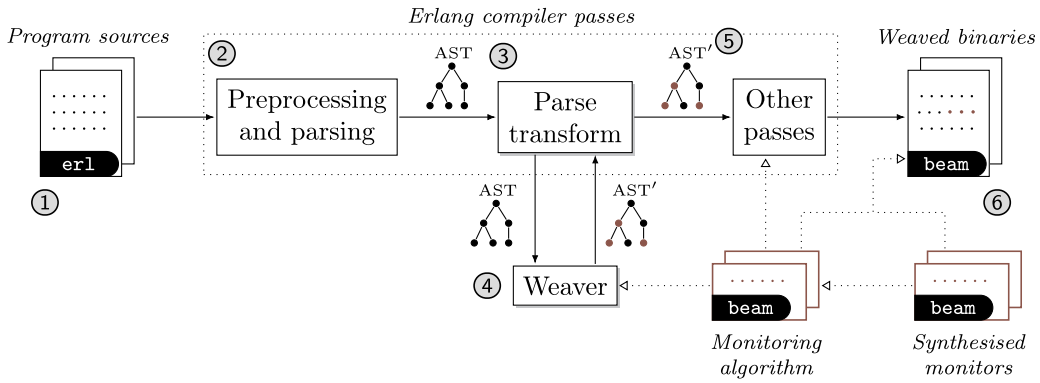 Erlang compiler passes
Program sources
Weaved binaries
2
AST
3
AST′
5
Preprocessing
and parsing
Parse
transform
Other
passes
erl
beam
1
6
AST
AST′
4
Weaver
beam
beam
Monitoring
algorithm
Synthesised
monitors